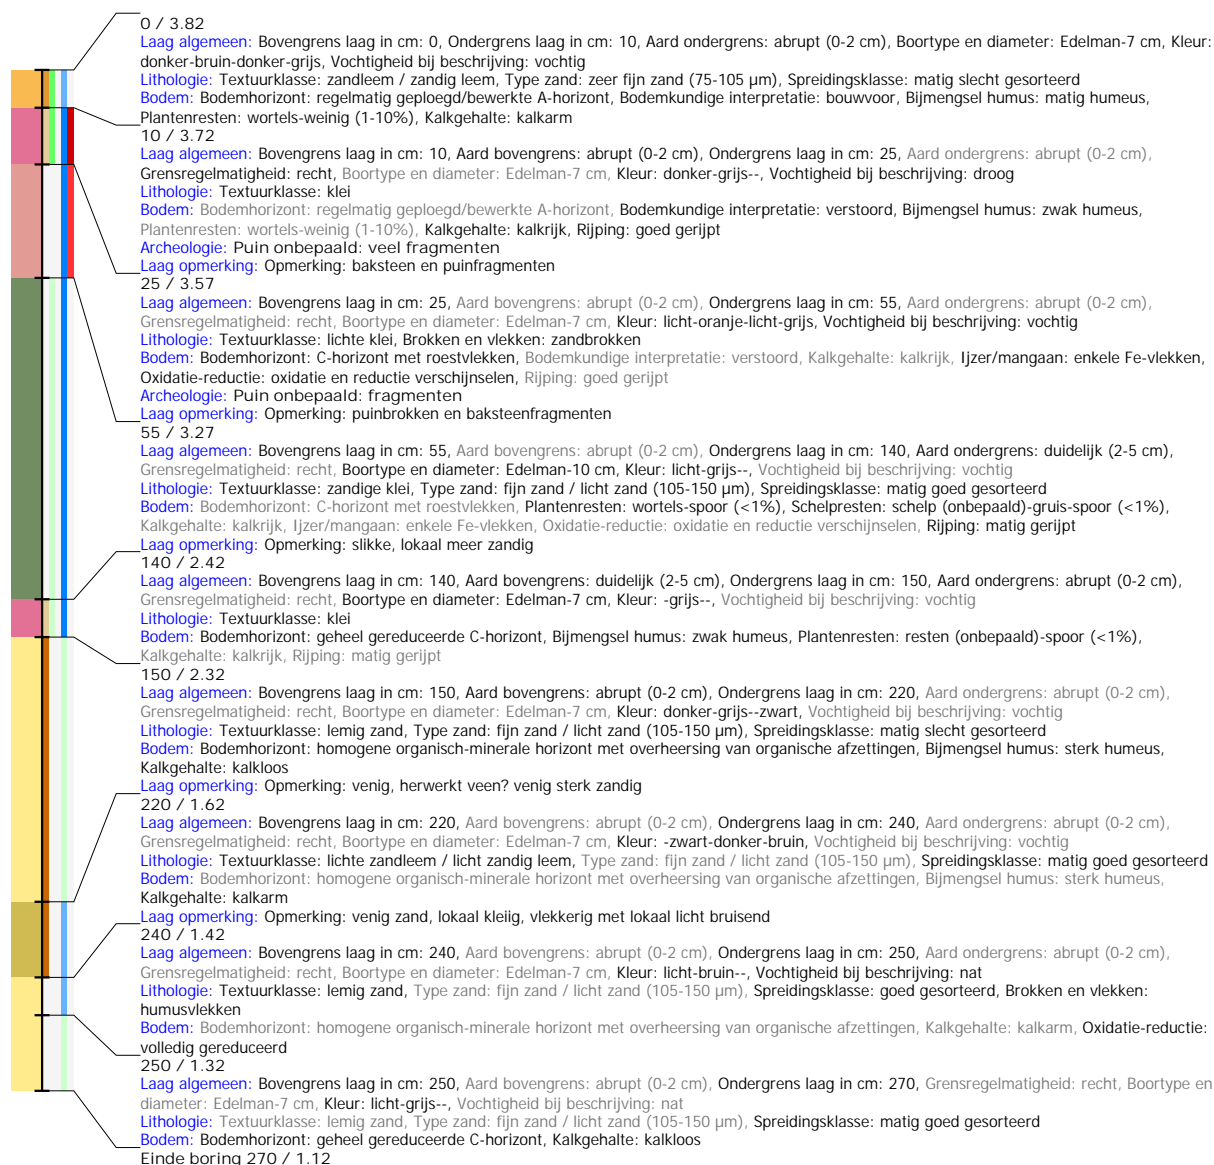 0 / 3.82
Laag algemeen: Bovengrens laag in cm: 0, Ondergrens laag in cm: 10, Aard ondergrens: abrupt (0-2 cm), Boortype en diameter: Edelman-7 cm, Kleur:
donker-bruin-donker-grijs, Vochtigheid bij beschrijving: vochtig
Lithologie: Textuurklasse: zandleem / zandig leem, Type zand: zeer fijn zand (75-105 µm), Spreidingsklasse: matig slecht gesorteerd
Bodem: Bodemhorizont: regelmatig geploegd/bewerkte A-horizont, Bodemkundige interpretatie: bouwvoor, Bijmengsel humus: matig humeus,
Plantenresten: wortels-weinig (1-10%), Kalkgehalte: kalkarm
10 / 3.72
Laag algemeen: Bovengrens laag in cm: 10, Aard bovengrens: abrupt (0-2 cm), Ondergrens laag in cm: 25, Aard ondergrens: abrupt (0-2 cm),
Grensregelmatigheid: recht, Boortype en diameter: Edelman-7 cm, Kleur: donker-grijs--, Vochtigheid bij beschrijving: droog
Lithologie: Textuurklasse: klei
Bodem: Bodemhorizont: regelmatig geploegd/bewerkte A-horizont, Bodemkundige interpretatie: verstoord, Bijmengsel humus: zwak humeus,
Plantenresten: wortels-weinig (1-10%), Kalkgehalte: kalkrijk, Rijping: goed gerijpt
Archeologie: Puin onbepaald: veel fragmenten
Laag opmerking: Opmerking: baksteen en puinfragmenten
25 / 3.57
Laag algemeen: Bovengrens laag in cm: 25, Aard bovengrens: abrupt (0-2 cm), Ondergrens laag in cm: 55, Aard ondergrens: abrupt (0-2 cm),
Grensregelmatigheid: recht, Boortype en diameter: Edelman-7 cm, Kleur: licht-oranje-licht-grijs, Vochtigheid bij beschrijving: vochtig
Lithologie: Textuurklasse: lichte klei, Brokken en vlekken: zandbrokken
Bodem: Bodemhorizont: C-horizont met roestvlekken, Bodemkundige interpretatie: verstoord, Kalkgehalte: kalkrijk, Ijzer/mangaan: enkele Fe-vlekken,
Oxidatie-reductie: oxidatie en reductie verschijnselen, Rijping: goed gerijpt
Archeologie: Puin onbepaald: fragmenten
Laag opmerking: Opmerking: puinbrokken en baksteenfragmenten
55 / 3.27
Laag algemeen: Bovengrens laag in cm: 55, Aard bovengrens: abrupt (0-2 cm), Ondergrens laag in cm: 140, Aard ondergrens: duidelijk (2-5 cm),
Grensregelmatigheid: recht, Boortype en diameter: Edelman-10 cm, Kleur: licht-grijs--, Vochtigheid bij beschrijving: vochtig
Lithologie: Textuurklasse: zandige klei, Type zand: fijn zand / licht zand (105-150 µm), Spreidingsklasse: matig goed gesorteerd
Bodem: Bodemhorizont: C-horizont met roestvlekken, Plantenresten: wortels-spoor (<1%), Schelpresten: schelp (onbepaald)-gruis-spoor (<1%),
Kalkgehalte: kalkrijk, Ijzer/mangaan: enkele Fe-vlekken, Oxidatie-reductie: oxidatie en reductie verschijnselen, Rijping: matig gerijpt
Laag opmerking: Opmerking: slikke, lokaal meer zandig
140 / 2.42
Laag algemeen: Bovengrens laag in cm: 140, Aard bovengrens: duidelijk (2-5 cm), Ondergrens laag in cm: 150, Aard ondergrens: abrupt (0-2 cm),
Grensregelmatigheid: recht, Boortype en diameter: Edelman-7 cm, Kleur: -grijs--, Vochtigheid bij beschrijving: vochtig
Lithologie: Textuurklasse: klei
Bodem: Bodemhorizont: geheel gereduceerde C-horizont, Bijmengsel humus: zwak humeus, Plantenresten: resten (onbepaald)-spoor (<1%),
Kalkgehalte: kalkrijk, Rijping: matig gerijpt
150 / 2.32
Laag algemeen: Bovengrens laag in cm: 150, Aard bovengrens: abrupt (0-2 cm), Ondergrens laag in cm: 220, Aard ondergrens: abrupt (0-2 cm),
Grensregelmatigheid: recht, Boortype en diameter: Edelman-7 cm, Kleur: donker-grijs--zwart, Vochtigheid bij beschrijving: vochtig
Lithologie: Textuurklasse: lemig zand, Type zand: fijn zand / licht zand (105-150 µm), Spreidingsklasse: matig slecht gesorteerd
Bodem: Bodemhorizont: homogene organisch-minerale horizont met overheersing van organische afzettingen, Bijmengsel humus: sterk humeus,
Kalkgehalte: kalkloos
Laag opmerking: Opmerking: venig, herwerkt veen? venig sterk zandig
220 / 1.62
Laag algemeen: Bovengrens laag in cm: 220, Aard bovengrens: abrupt (0-2 cm), Ondergrens laag in cm: 240, Aard ondergrens: abrupt (0-2 cm),
Grensregelmatigheid: recht, Boortype en diameter: Edelman-7 cm, Kleur: -zwart-donker-bruin, Vochtigheid bij beschrijving: vochtig
Lithologie: Textuurklasse: lichte zandleem / licht zandig leem, Type zand: fijn zand / licht zand (105-150 µm), Spreidingsklasse: matig goed gesorteerd
Bodem: Bodemhorizont: homogene organisch-minerale horizont met overheersing van organische afzettingen, Bijmengsel humus: sterk humeus,
Kalkgehalte: kalkarm
Laag opmerking: Opmerking: venig zand, lokaal kleiig, vlekkerig met lokaal licht bruisend
240 / 1.42
Laag algemeen: Bovengrens laag in cm: 240, Aard bovengrens: abrupt (0-2 cm), Ondergrens laag in cm: 250, Aard ondergrens: abrupt (0-2 cm),
Grensregelmatigheid: recht, Boortype en diameter: Edelman-7 cm, Kleur: licht-bruin--, Vochtigheid bij beschrijving: nat
Lithologie: Textuurklasse: lemig zand, Type zand: fijn zand / licht zand (105-150 µm), Spreidingsklasse: goed gesorteerd, Brokken en vlekken:
humusvlekken
Bodem: Bodemhorizont: homogene organisch-minerale horizont met overheersing van organische afzettingen, Kalkgehalte: kalkarm, Oxidatie-reductie:
volledig gereduceerd
250 / 1.32
Laag algemeen: Bovengrens laag in cm: 250, Aard bovengrens: abrupt (0-2 cm), Ondergrens laag in cm: 270, Grensregelmatigheid: recht, Boortype en
diameter: Edelman-7 cm, Kleur: licht-grijs--, Vochtigheid bij beschrijving: nat
Lithologie: Textuurklasse: lemig zand, Type zand: fijn zand / licht zand (105-150 µm), Spreidingsklasse: matig goed gesorteerd
Bodem: Bodemhorizont: geheel gereduceerde C-horizont, Kalkgehalte: kalkloos
Einde boring 270 / 1.12